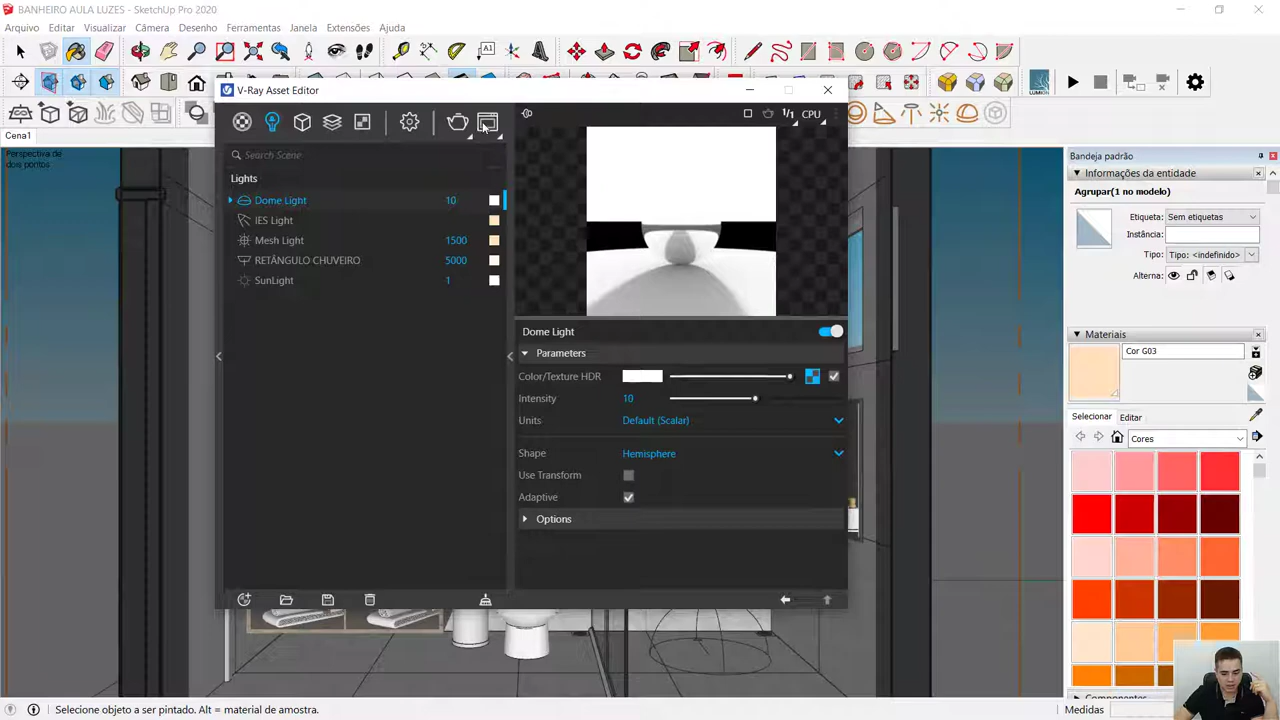 BANHEIRO AULA LUZES - SketchUp Pro 2020
Arquivo Editar Visualizar Câmera Desenho Ferramentas Janela Extensões Ajuda
A1
LUMION
Cena1
Perspectiva de
dois pontos
V-Ray Asset Editor
1/1 CPU
Search Scene
Lights
Dome Light 10
IES Light
Mesh Light 1500
RETÂNGULO CHUVEIRO 5000
SunLight 1
Dome Light
Parameters
Color/Texture HDR
Intensity 10
Units Default (Scalar)
Shape Hemisphere
Use Transform
Adaptive
Options
Bandeja padrão
Informações da entidade
Agrupar(1 no modelo)
Etiqueta: Sem etiquetas
Instância:
Tipo: Tipo: <indefinido>
Alterna:
Materiais
Cor G03
Selecionar Editar
Cores
Selecione objeto a ser pintado. Alt = material de amostra.
Medidas